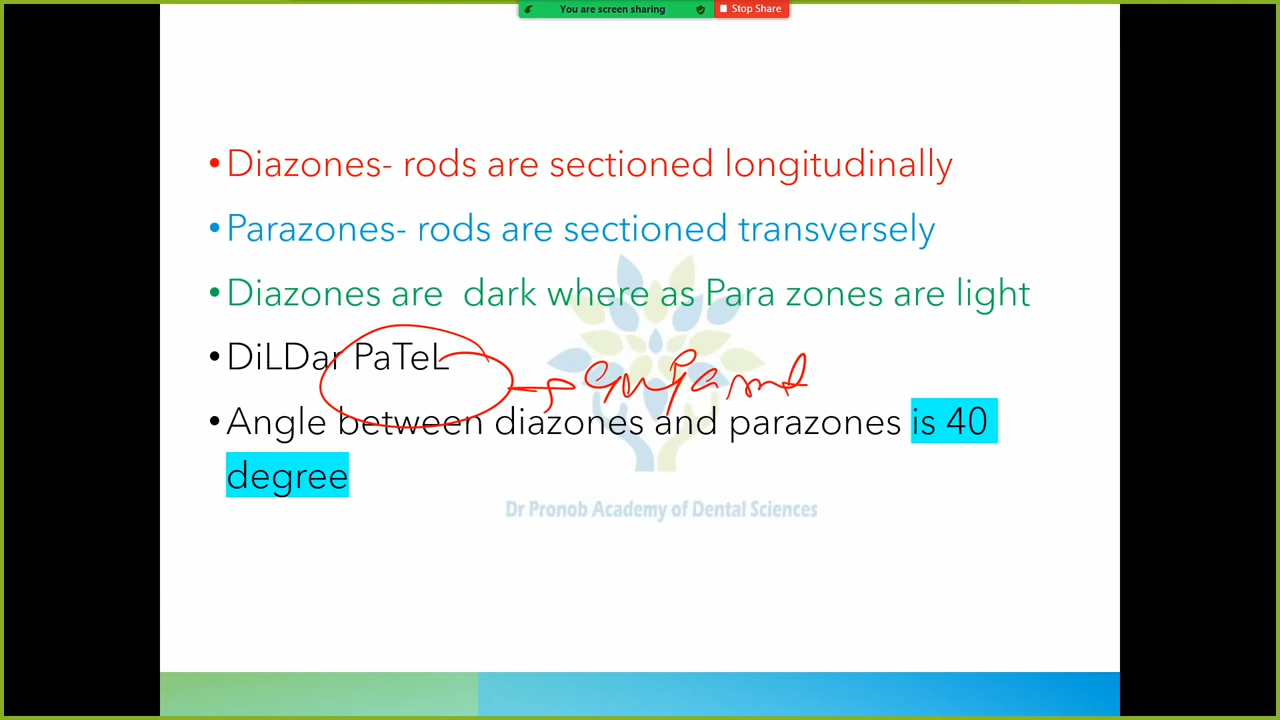 You are screen sharing Stop Share
•Diazones- rods are sectioned longitudinally
•Parazones- rods are sectioned transversely
•Diazones are dark where as Para zones are light
•DiLDar PaTeL
•Angle between diazones and parazones is 40
degree
Dr Pronob Academy of Dental Sciences